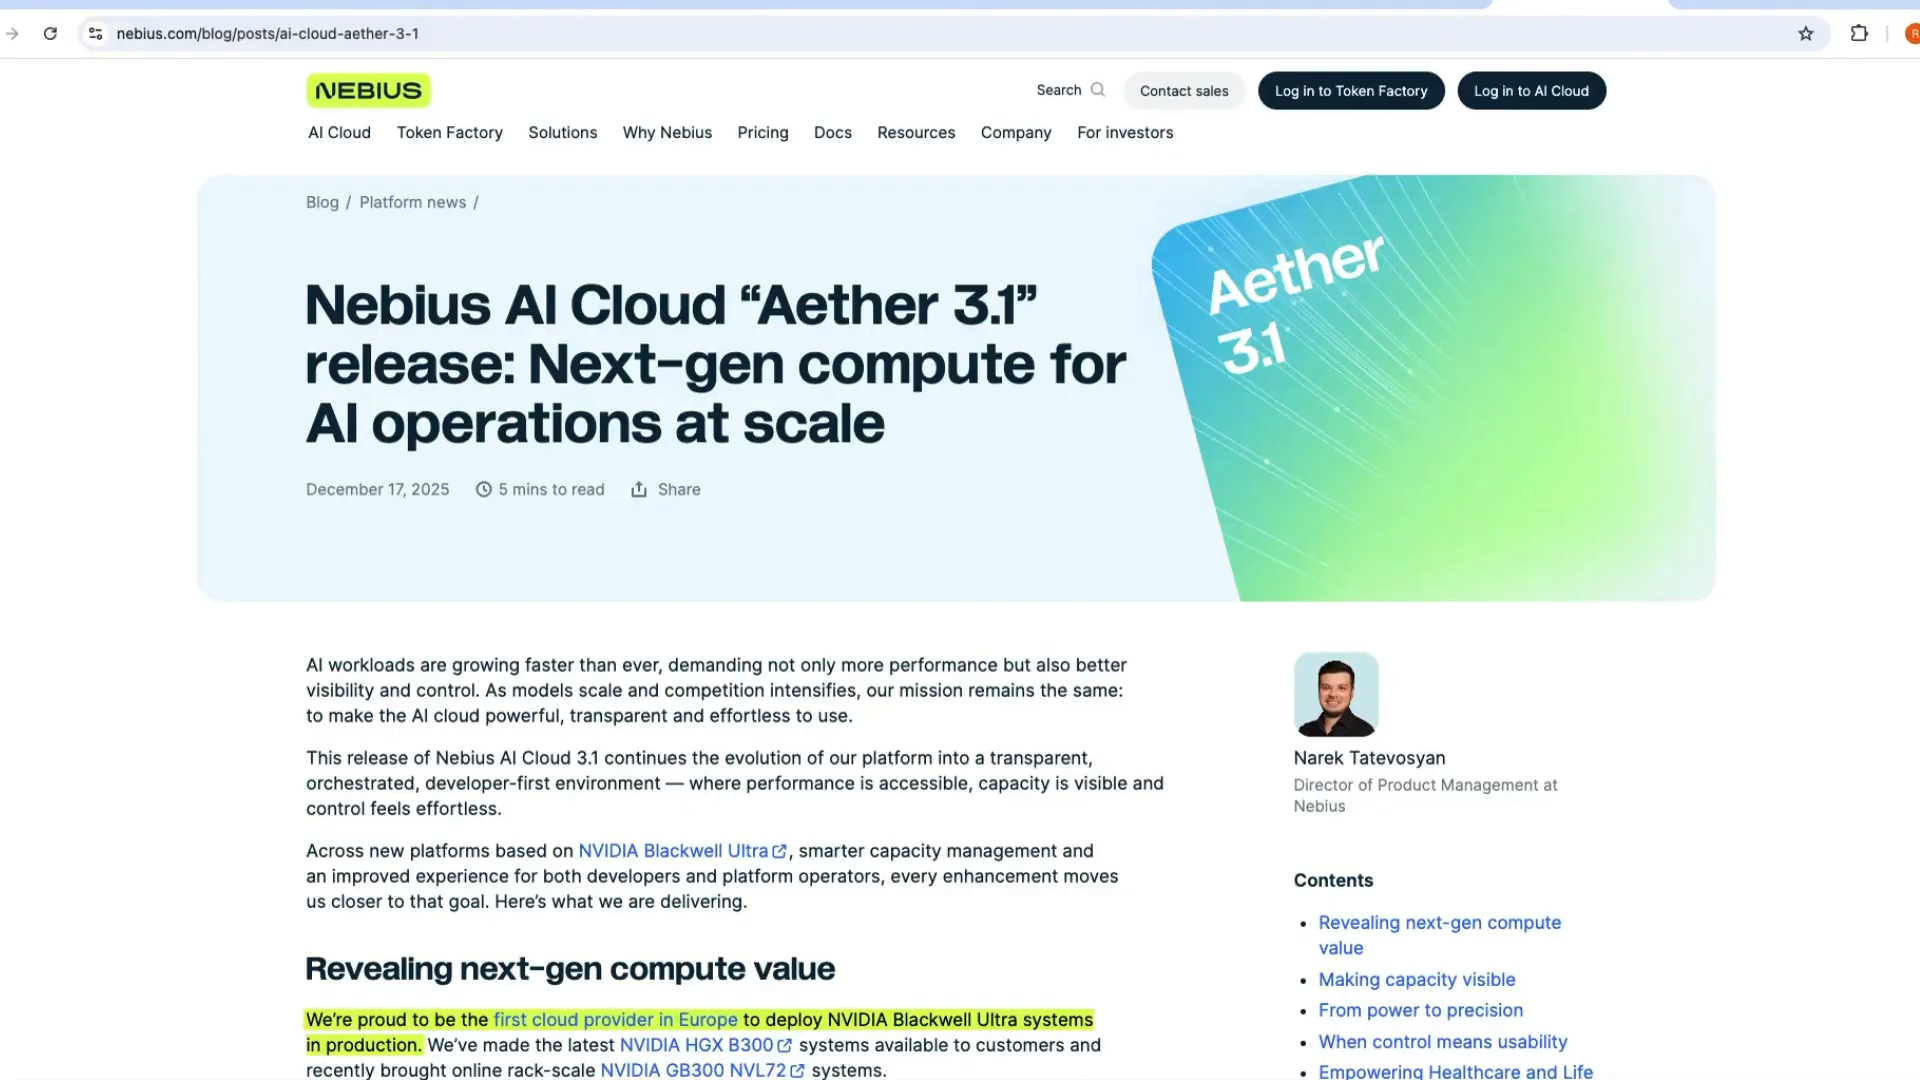 nebius.com/blog/posts/ai-cloud-aether-3-1
R
NEBIUS
Search
Contact sales
Log in to Token Factory
Log in to AI Cloud
AI Cloud
Token Factory
Solutions
Why Nebius
Pricing
Docs
Resources
Company
For investors
Blog / Platform news /
Nebius AI Cloud “Aether 3.1”
release: Next-gen compute for
AI operations at scale
December 17, 2025
5 mins to read
Share
Aether
3.1
AI workloads are growing faster than ever, demanding not only more performance but also better
visibility and control. As models scale and competition intensifies, our mission remains the same:
to make the AI cloud powerful, transparent and effortless to use.
This release of Nebius AI Cloud 3.1 continues the evolution of our platform into a transparent,
orchestrated, developer-first environment — where performance is accessible, capacity is visible and
control feels effortless.
Across new platforms based on NVIDIA Blackwell Ultra, smarter capacity management and
an improved experience for both developers and platform operators, every enhancement moves
us closer to that goal. Here’s what we are delivering.
Revealing next-gen compute value
We’re proud to be the first cloud provider in Europe to deploy NVIDIA Blackwell Ultra systems
in production. We’ve made the latest NVIDIA HGX B300 systems available to customers and
recently brought online rack-scale NVIDIA GB300 NVL72 systems.
Narek Tatevosyan
Director of Product Management at
Nebius
Contents
• Revealing next-gen compute
value
• Making capacity visible
• From power to precision
• When control means usability
• Empowering Healthcare and Life